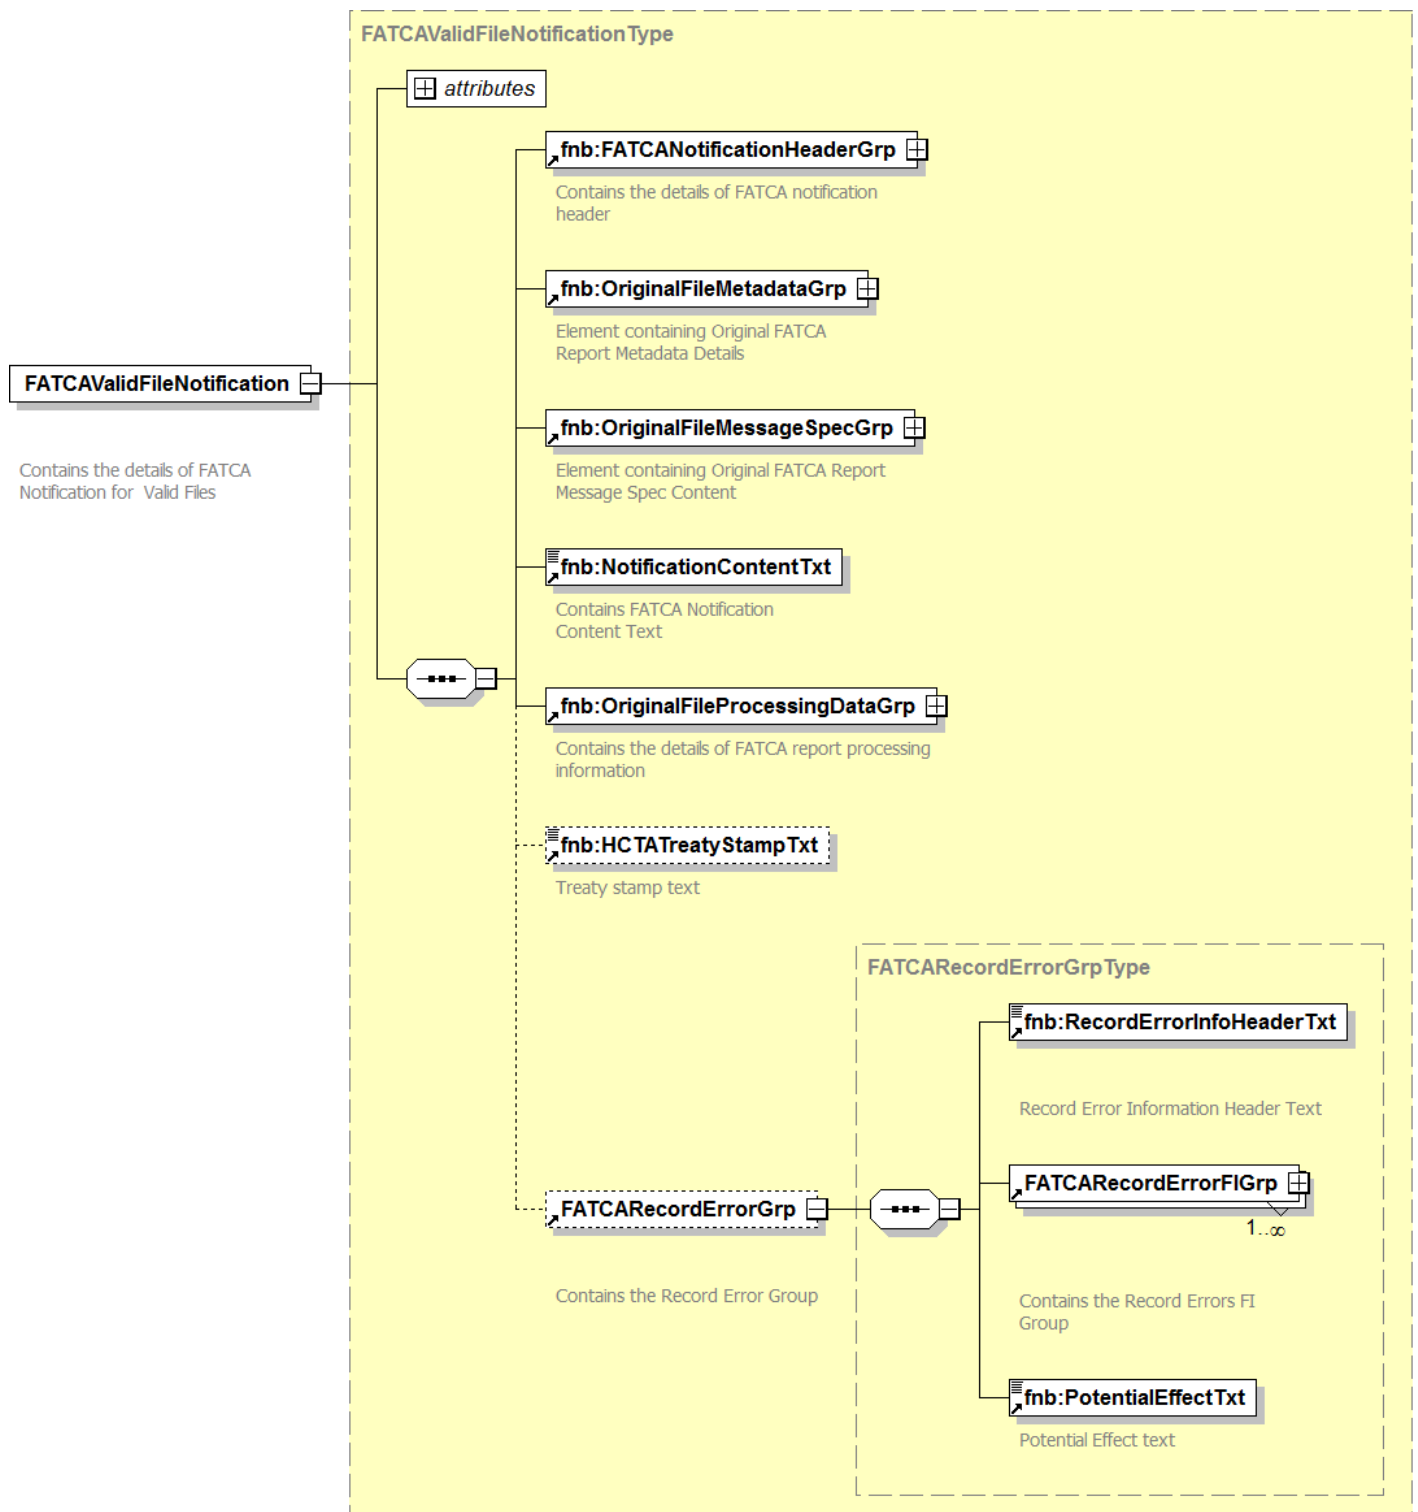 FATCAValidFileNotificationType
attributes
fnb:FATCANotificationHeaderGrp
Contains the details of FATCA notification
header
fnb:OriginalFileMetadataGrp
Element containing Original FATCA
Report Metadata Details
FATCAValidFileNotification
Contains the details of FATCA
Notification for  Valid Files
fnb:OriginalFileMessageSpecGrp
Element containing Original FATCA Report
Message Spec Content
fnb:NotificationContentTxt
Contains FATCA Notification
Content Text
fnb:OriginalFileProcessingDataGrp
Contains the details of FATCA report processing
information
fnb:HCTATreatyStampTxt
Treaty stamp text
FATCARecordErrorGrp
Contains the Record Error Group
FATCARecordErrorGrpType
fnb:RecordErrorInfoHeaderTxt
Record Error Information Header Text
FATCARecordErrorFIGrp
1..∞
Contains the Record Errors FI
Group
fnb:PotentialEffectTxt
Potential Effect text